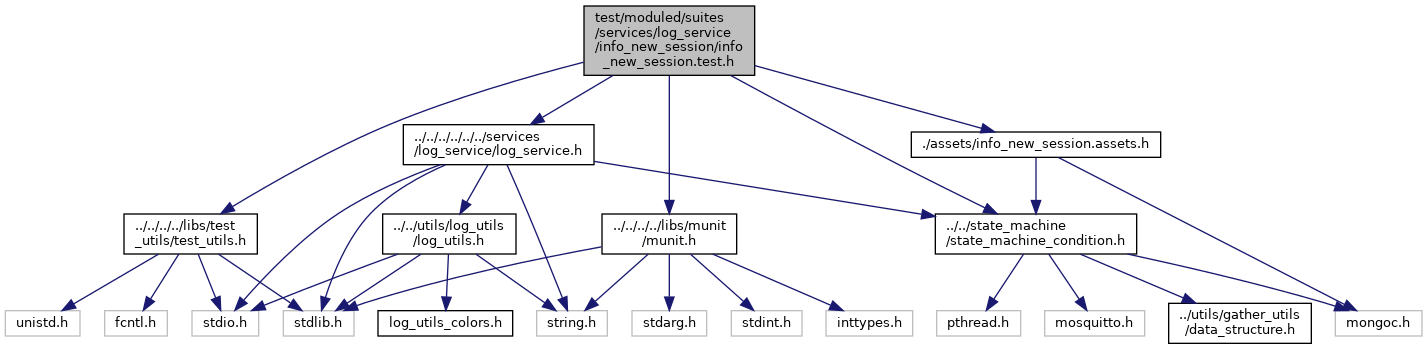 test/moduled/suites
/services/log_service
/info_new_session/info
_new_session.test.h
../../../../../../services
/log_service/log_service.h
./assets/info_new_session.assets.h
../../../../libs/test
_utils/test_utils.h
../../utils/log_utils
/log_utils.h
../../../../libs/munit
/munit.h
../../state_machine
/state_machine_condition.h
unistd.h
fcntl.h
stdio.h
stdlib.h
log_utils_colors.h
string.h
stdarg.h
stdint.h
inttypes.h
pthread.h
mosquitto.h
../utils/gather_utils
/data_structure.h
mongoc.h